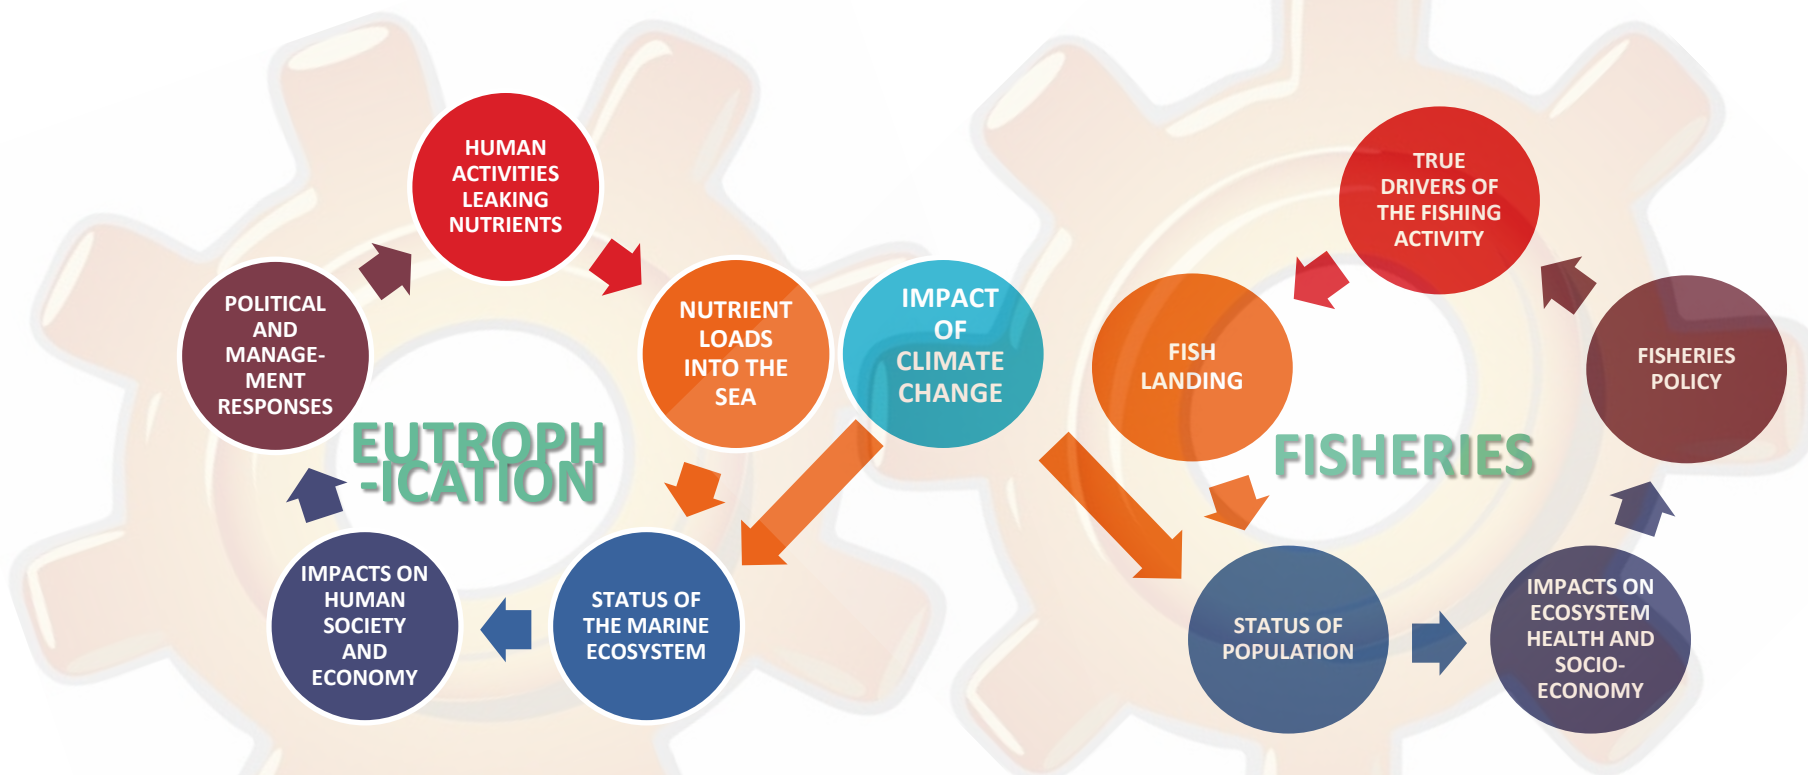 HUMAN
ACTIVITIES
LEAKING
NUTRIENTS
POLITICAL
AND
MANAGE-
MENT
RESPONSES
NUTRIENT
LOADS
INTO THE
SEA
EUTROPH
-ICATION
IMPACTS ON
HUMAN
SOCIETY
AND
ECONOMY
STATUS OF
THE MARINE
ECOSYSTEM
IMPACT
OF
CLIMATE
CHANGE
TRUE
DRIVERS OF
THE FISHING
ACTIVITY
FISH
LANDING
FISHERIES
POLICY
FISHERIES
STATUS OF
POPULATION
IMPACTS ON
ECOSYSTEM
HEALTH AND
SOCIO-
ECONOMY